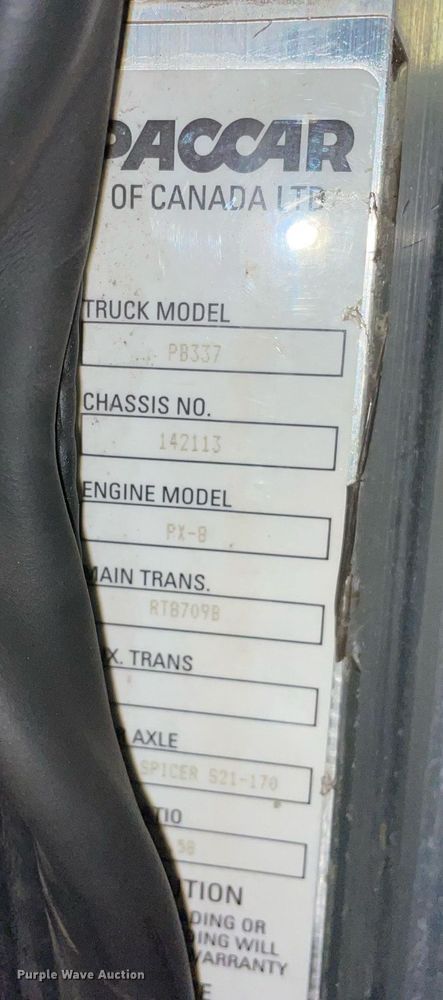 PACCAR
OF CANADA LTD
TRUCK MODEL
PB337
CHASSIS NO.
142113
ENGINE MODEL
PX-8
MAIN TRANS.
RT8709B
X. TRANS
AXLE
SPICER S21-170
TIO
58
TION
DING OR
DING WILL
WARRANTY
E
Purple Wave Auction